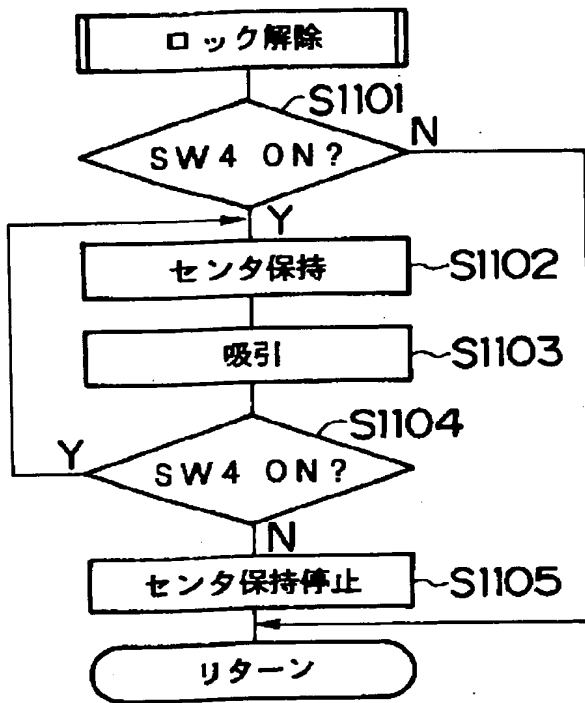 ロック解除
S1101
SW4 ON?
N
Y
センタ保持
S1102
吸引
S1103
S1104
Y
SW4 ON?
N
センタ保持停止
S1105
リターン